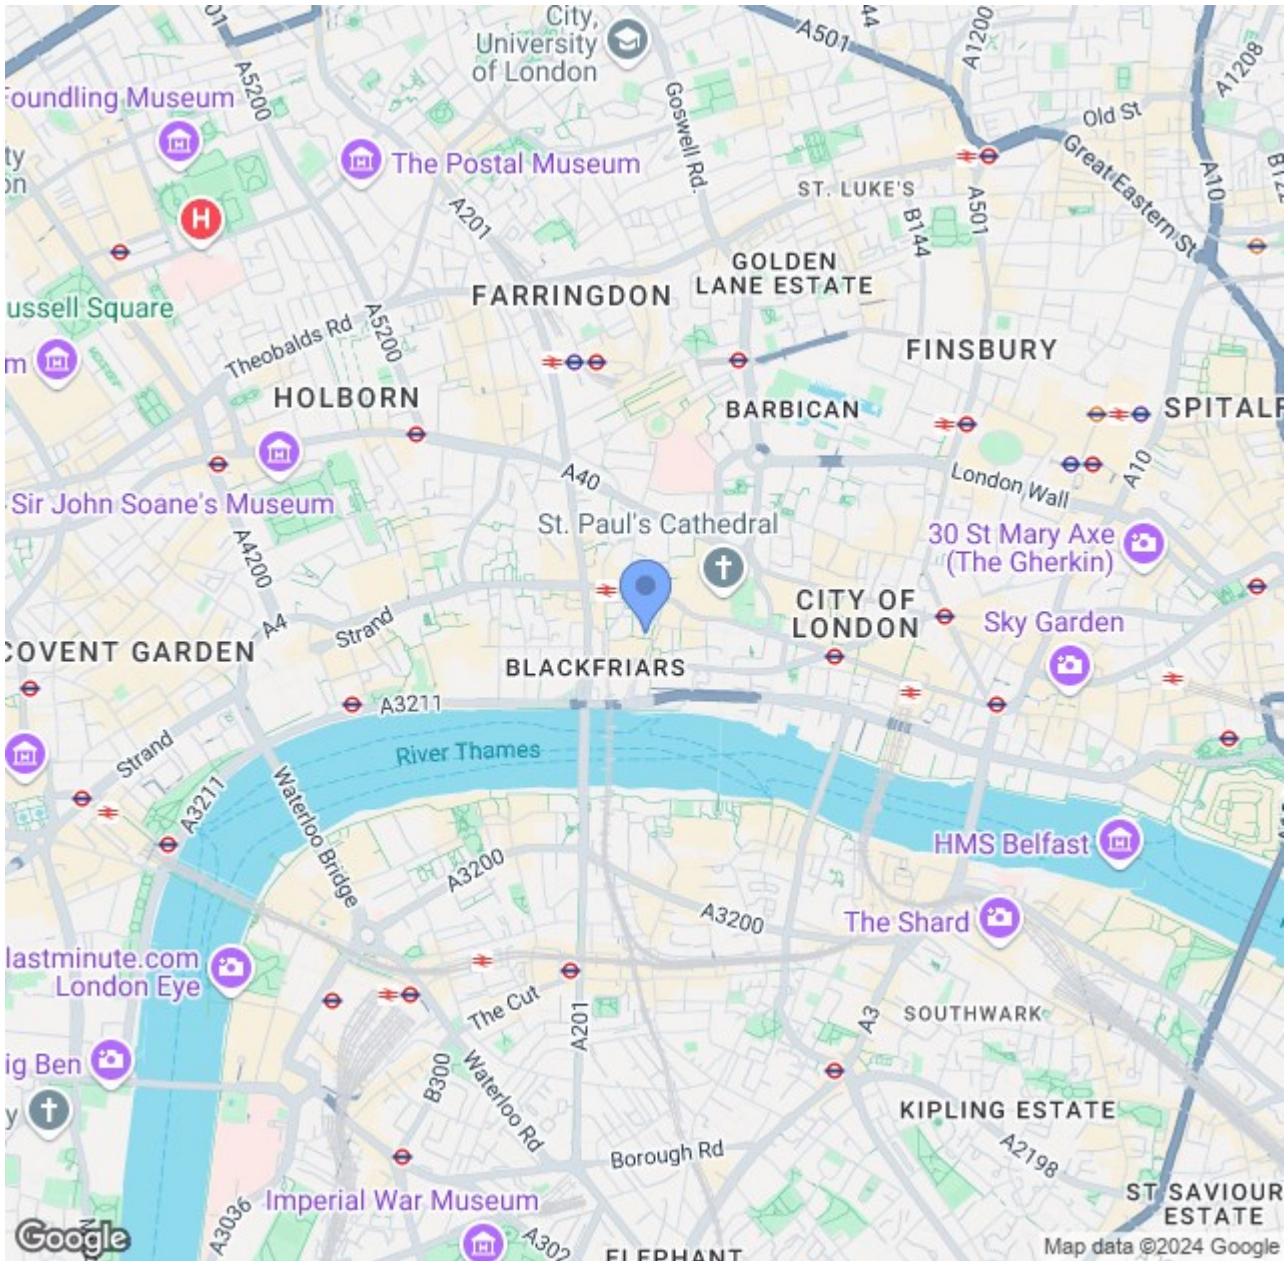 City,
University
of London
A5200
A501
A1200
A1208
Foundling Museum
Goswell Rd.
Old St
Great Eastern St
A10
The Postal Museum
ST. LUKE'S
A201
B144
A501
GOLDEN
LANE ESTATE
FARRINGDON
ussell Square
A5200
Theobalds Rd
FINSBURY
HOLBORN
BARBICAN
SPITALF
A40
London Wall
A10
Sir John Soane's Museum
St. Paul's Cathedral
30 St Mary Axe
(The Gherkin)
A4200
CITY OF
LONDON
A4
Strand
Sky Garden
COVENT GARDEN
BLACKFRIARS
A3211
Strand
River Thames
A3211
Waterloo Bridge
HMS Belfast
A3200
A3200
The Shard
lastminute.com
London Eye
The Cut
A201
A3
SOUTHWARK
ig Ben
B300
Waterloo Rd
KIPLING ESTATE
A2198
Borough Rd
Imperial War Museum
ST SAVIOUR
ESTATE
A3036
A302
ELEPHANT
Google
Map data ©2024 Google